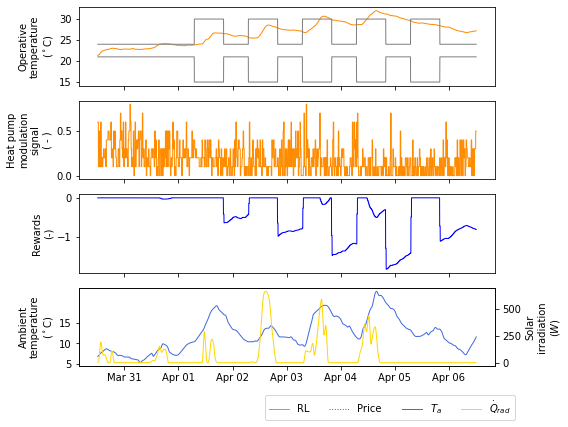 Operative
temperature
(°C)
30
25
20
15
Heat pump
modulation
signal
( - )
0.5
0.0
Rewards
(-)
0
−1
Ambient
temperature
(°C)
15
10
5
500
250
0
Solar
irradiation
(W)
Mar 31 Apr 01 Apr 02 Apr 03 Apr 04 Apr 05 Apr 06
RL Price T_a Q̇_rad